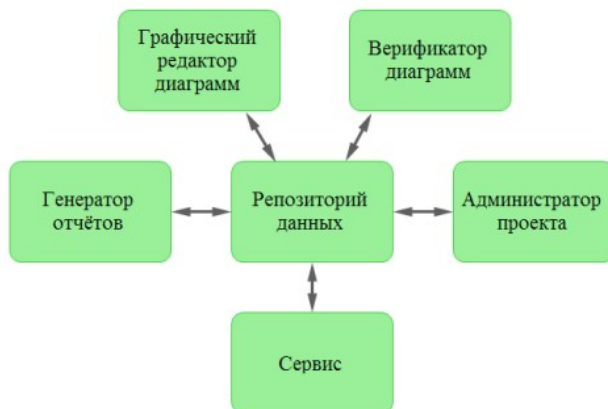 Графический
редактор
диаграмм
Верификатор
диаграмм
Генератор
отчётов
Репозиторий
данных
Администратор
проекта
Сервис